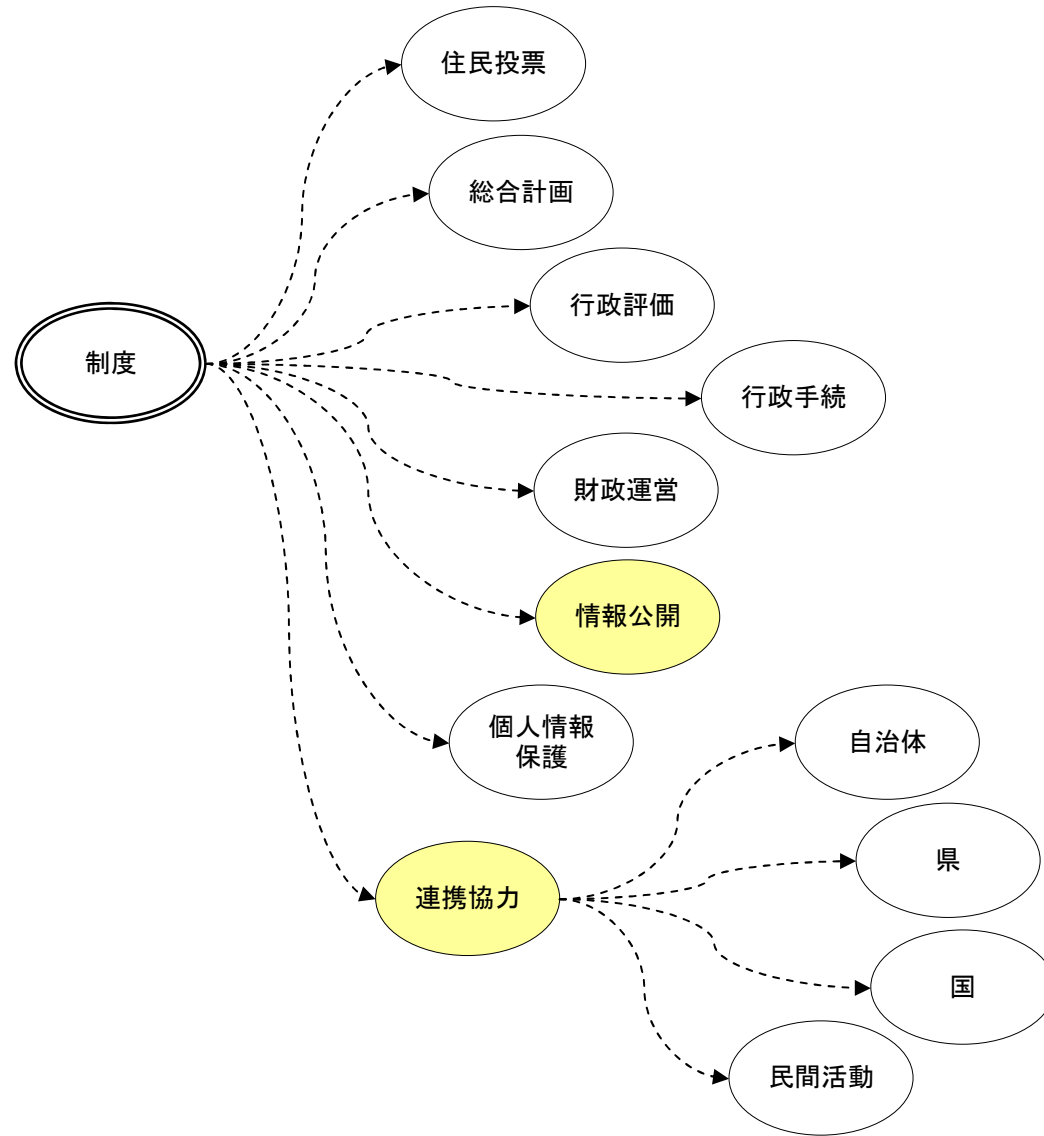 住民投票
総合計画
行政評価
制度
行政手続
財政運営
情報公開
個人情報
保護
自治体
県
連携協力
国
民間活動